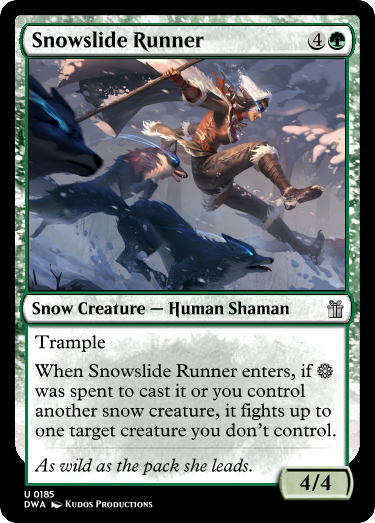 Snowslide Runner 4
Snow Creature — Human Shaman
Trample
When Snowslide Runner enters, if
was spent to cast it or you control
another snow creature, it fights up to
one target creature you don't control.
As wild as the pack she leads.
4/4
U 0185
DWA Kudos Productions